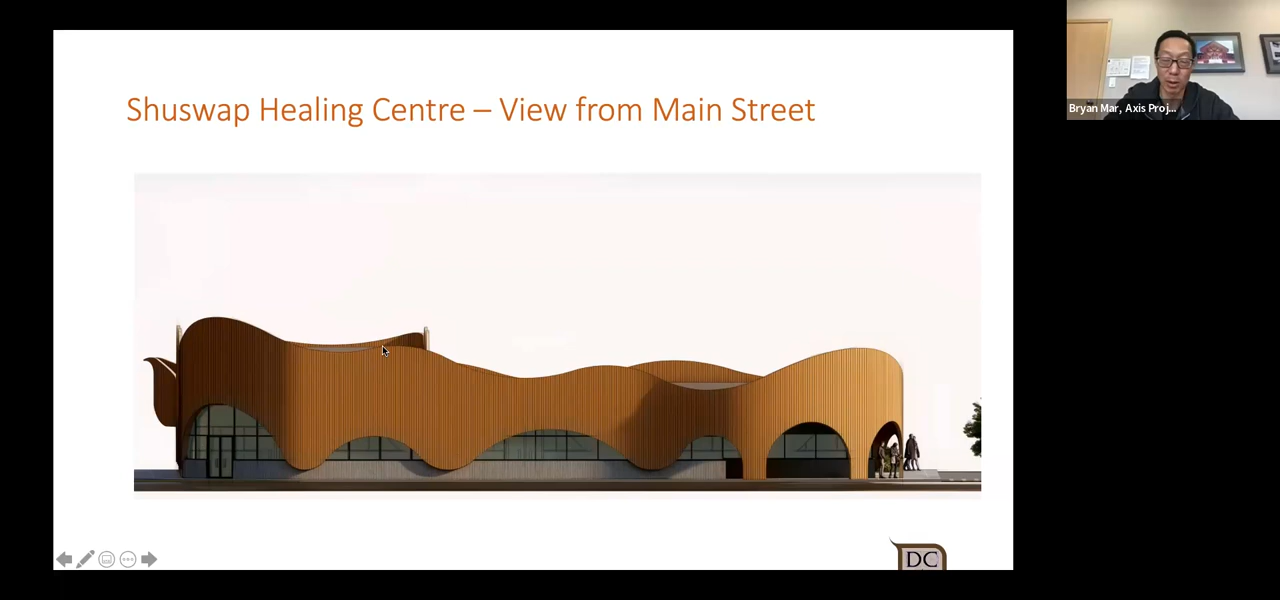 Shuswap Healing Centre – View from Main Street
Bryan Mar, Axis Proj...
DC